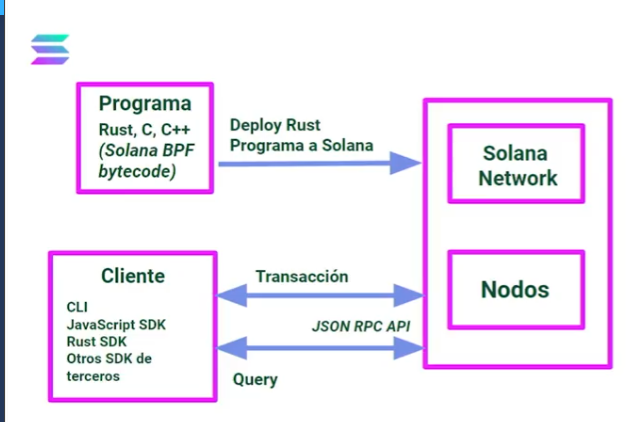 Programa
Rust, C, C++
(Solana BPF
bytecode)
Deploy Rust
Programa a Solana
Solana
Network
Nodos
Cliente
CLI
JavaScript SDK
Rust SDK
Otros SDK de
terceros
Transacción
JSON RPC API
Query